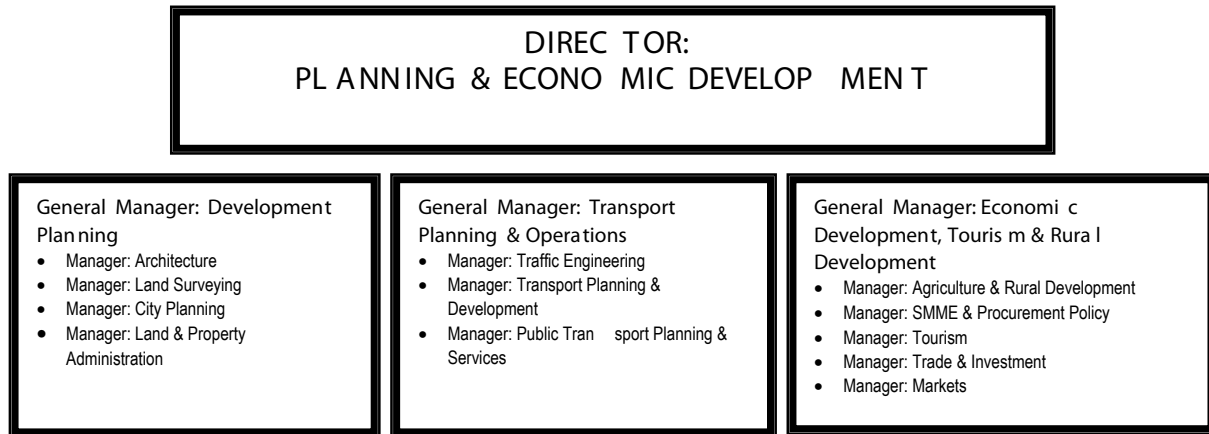 DIREC TOR:
PL ANNING & ECONO MIC DEVELOP MEN T
General Manager: Development
Planning
• Manager: Architecture
• Manager: Land Surveying
• Manager: City Planning
• Manager: Land & Property
Administration
General Manager: Transport
Planning & Operations
• Manager: Traffic Engineering
• Manager: Transport Planning &
Development
• Manager: Public Tran sport Planning &
Services
General Manager: Economi c
Development, Touris m & Rura l
Development
• Manager: Agriculture & Rural Development
• Manager: SMME & Procurement Policy
• Manager: Tourism
• Manager: Trade & Investment
• Manager: Markets